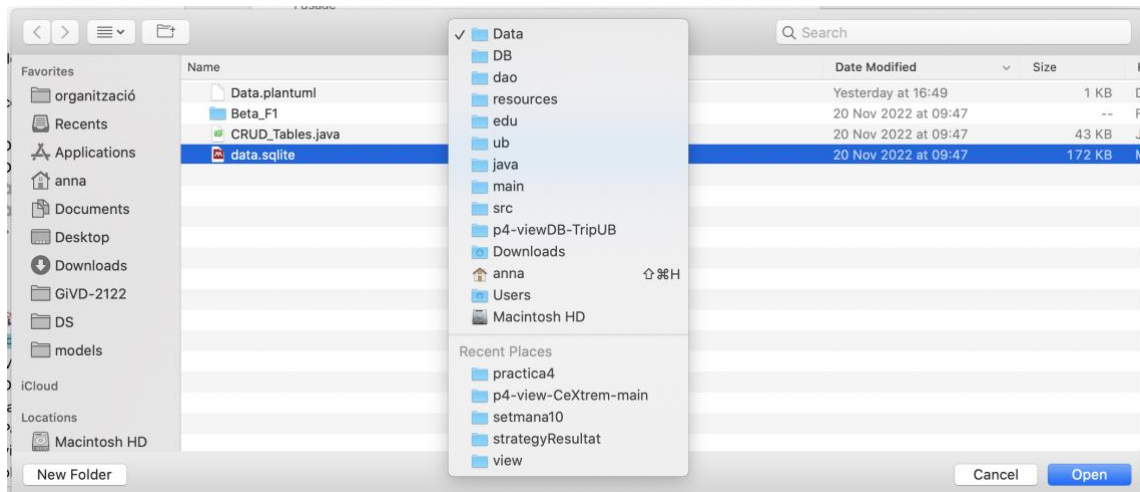 Search
Favorites
organització
Recents
Applications
anna
Documents
Desktop
Downloads
GiVD-2122
DS
models
iCloud
Locations
Macintosh HD
Name
Date Modified
Size
Data.plantuml
Yesterday at 16:49
1 KB
Beta_F1
20 Nov 2022 at 09:47
--
CRUD_Tables.java
20 Nov 2022 at 09:47
43 KB
data.sqlite
20 Nov 2022 at 09:47
172 KB
Data
DB
dao
resources
edu
ub
java
main
src
p4-viewDB-TripUB
Downloads
anna ⇧⌘H
Users
Macintosh HD
Recent Places
practica4
p4-view-CeXtrem-main
setmana10
strategyResultat
view
New Folder
Cancel
Open